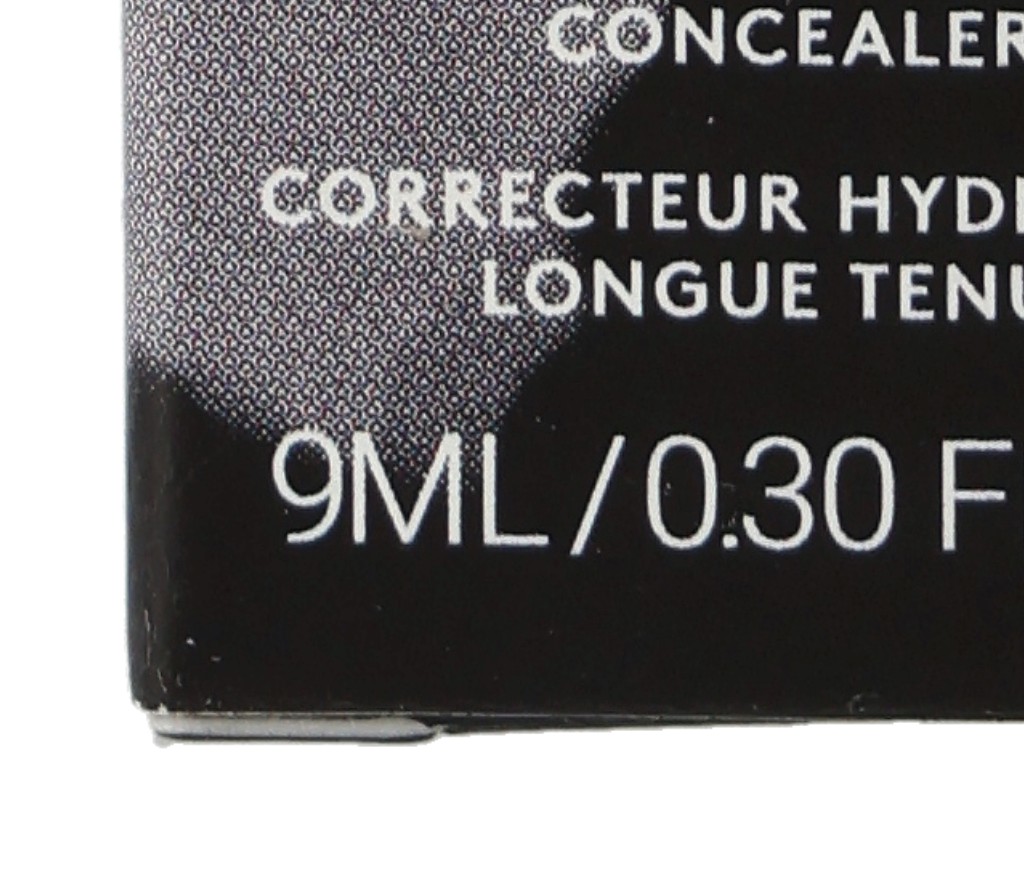 CONCEALER
CORRECTEUR HYD
LONGUE TENU
9ML / 0.30 F